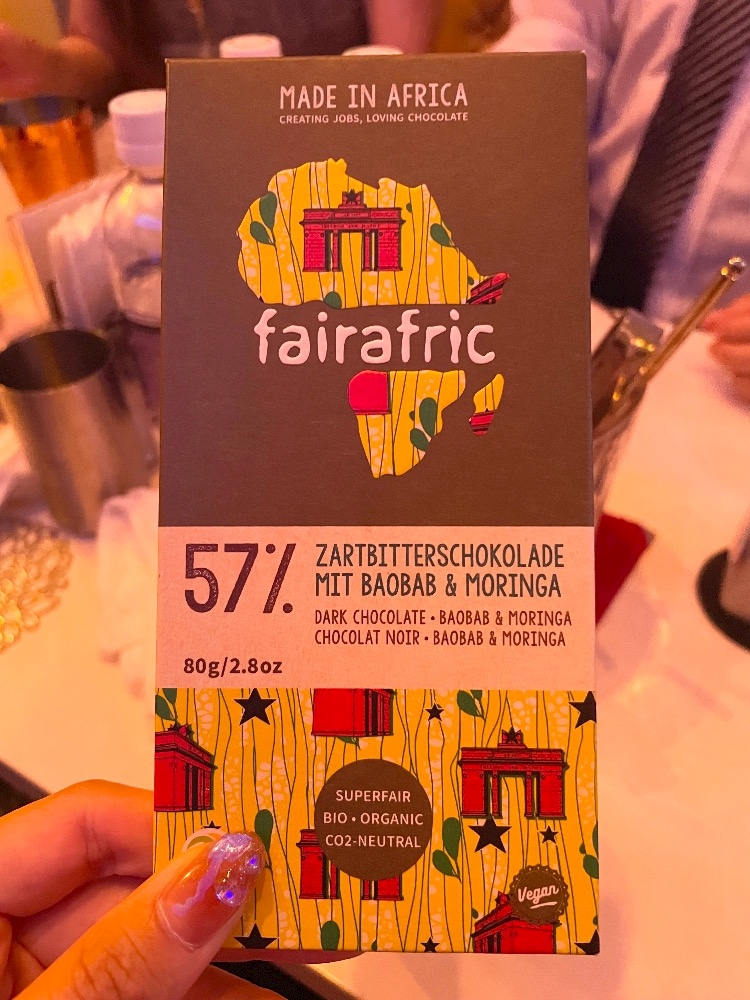 MADE IN AFRICA
CREATING JOBS, LOVING CHOCOLATE
fairafric
57%
ZARTBITTERSCHOKOLADE
MIT BAOBAB & MORINGA
DARK CHOCOLATE • BAOBAB & MORINGA
CHOCOLAT NOIR • BAOBAB & MORINGA
80g/2.8oz
SUPERFAIR
BIO • ORGANIC
CO2-NEUTRAL
Vegan